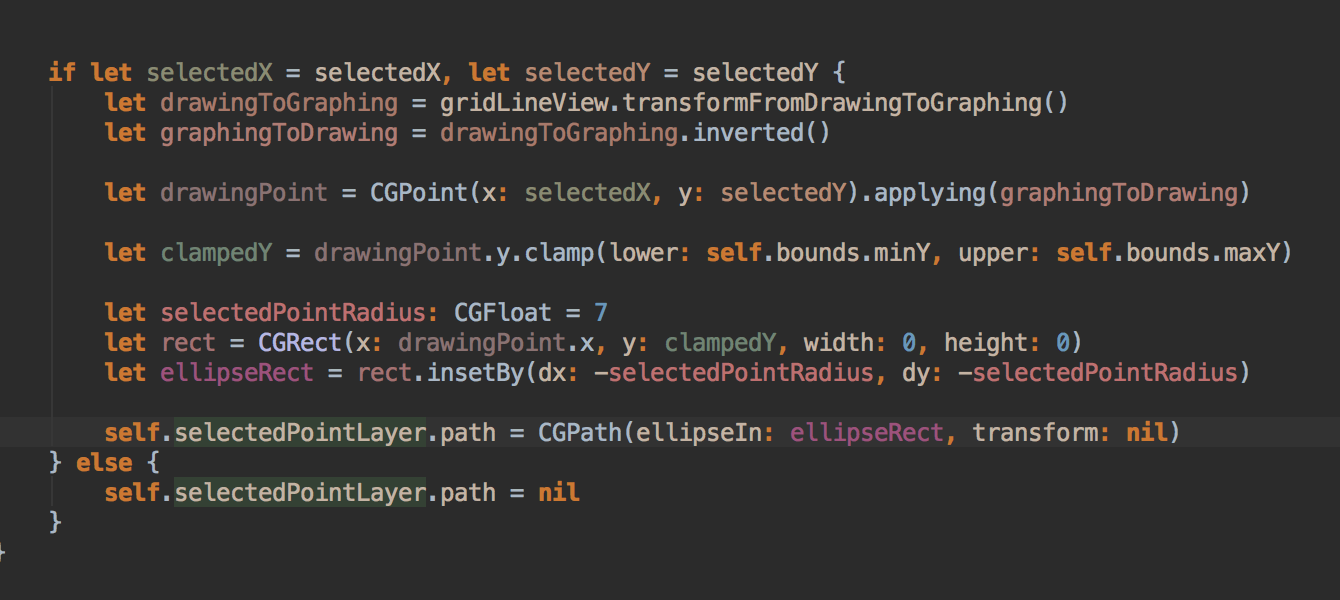 if let selectedX = selectedX, let selectedY = selectedY {
let drawingToGraphing = gridLineView.transformFromDrawingToGraphing()
let graphingToDrawing = drawingToGraphing.inverted()
let drawingPoint = CGPoint(x: selectedX, y: selectedY).applying(graphingToDrawing)
let clampedY = drawingPoint.y.clamp(lower: self.bounds.minY, upper: self.bounds.maxY)
let selectedPointRadius: CGFloat = 7
let rect = CGRect(x: drawingPoint.x, y: clampedY, width: 0, height: 0)
let ellipseRect = rect.insetBy(dx: -selectedPointRadius, dy: -selectedPointRadius)
self.selectedPointLayer.path = CGPath(ellipseIn: ellipseRect, transform: nil)
} else {
self.selectedPointLayer.path = nil
}
}